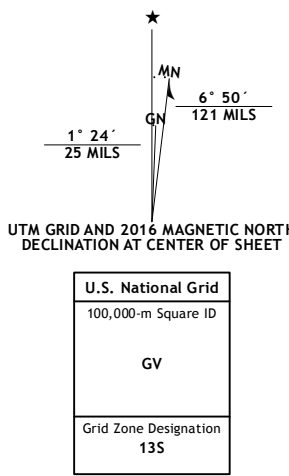 ★
MN
GN
6° 50´
121 MILS
1° 24´
25 MILS
UTM GRID AND 2016 MAGNETIC NORTH
DECLINATION AT CENTER OF SHEET
U.S. National Grid
100,000-m Square ID
GV
Grid Zone Designation
13S